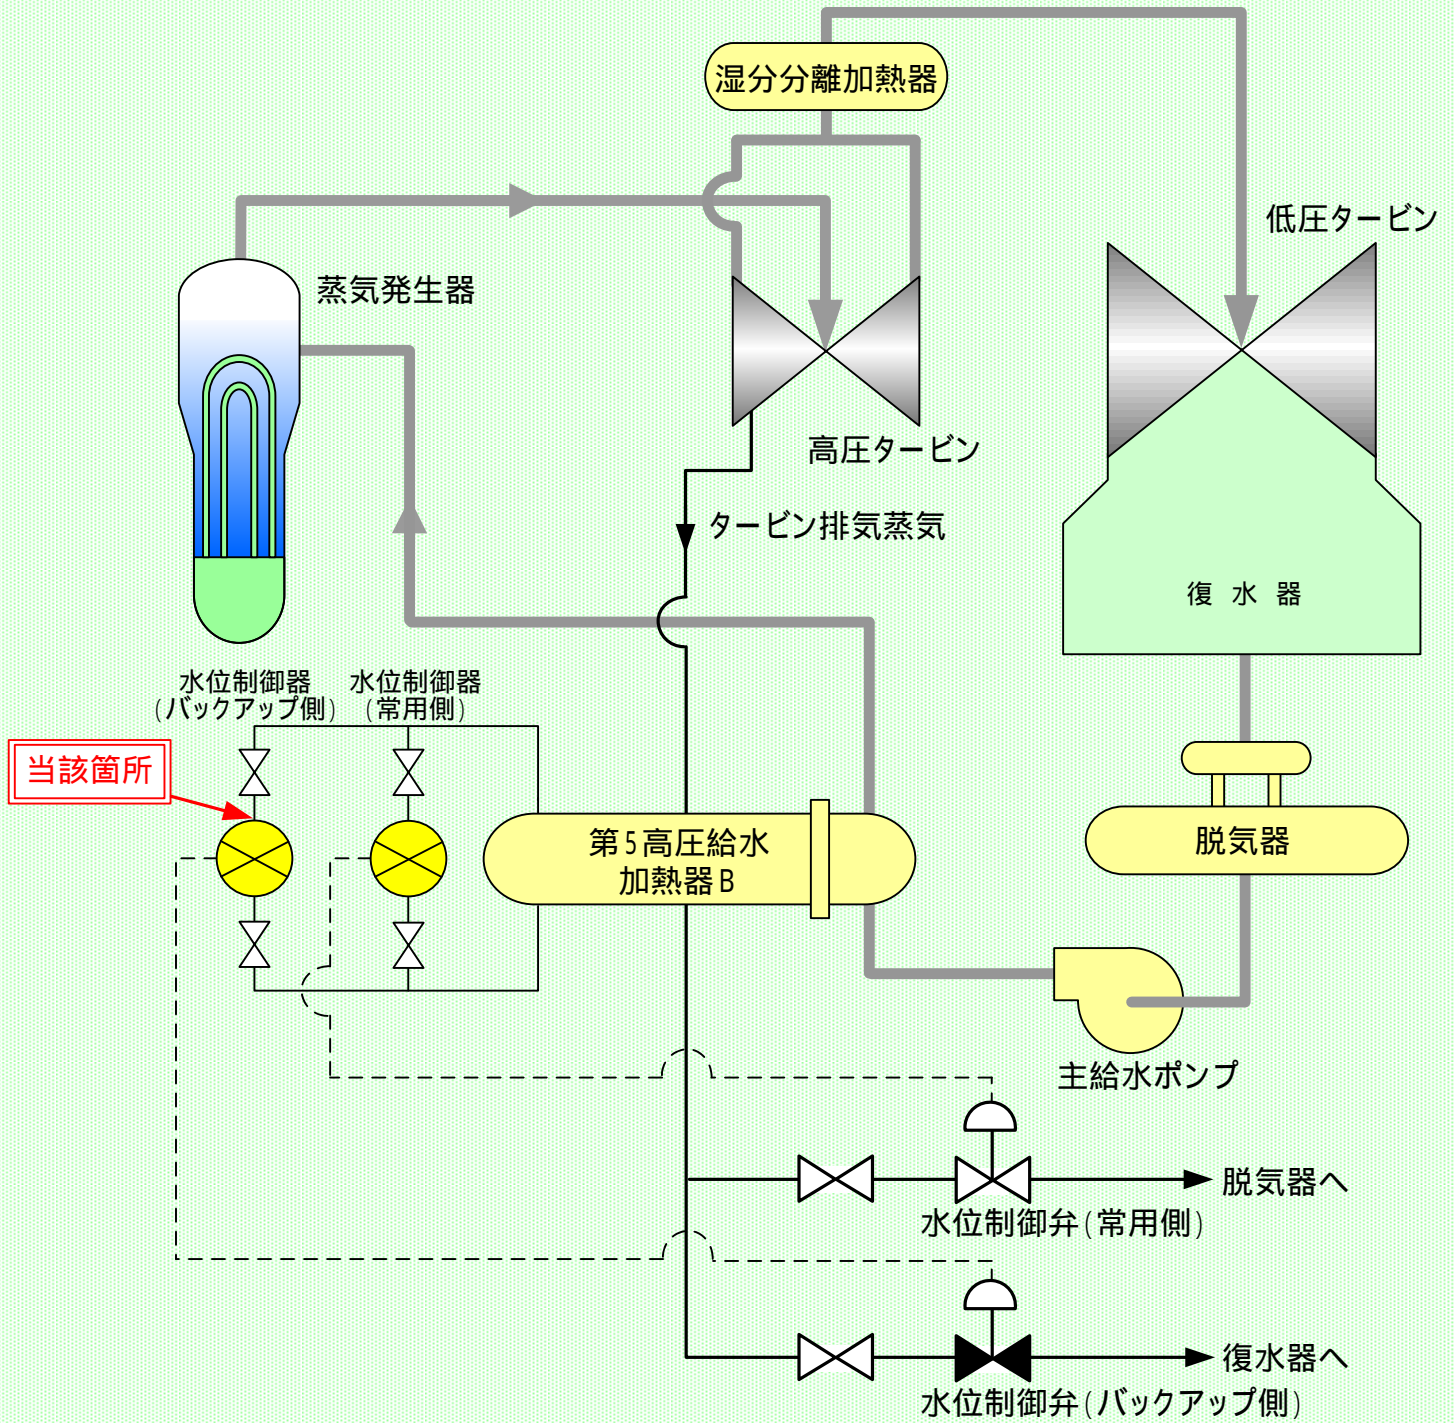 湿分分離加熱器
低圧タービン
蒸気発生器
高圧タービン
タービン排気蒸気
復 水 器
水位制御器
(バックアップ側)
水位制御器
(常用側)
当該箇所
第5高圧給水
加熱器B
脱気器
主給水ポンプ
脱気器へ
水位制御弁(常用側)
復水器へ
水位制御弁(バックアップ側)